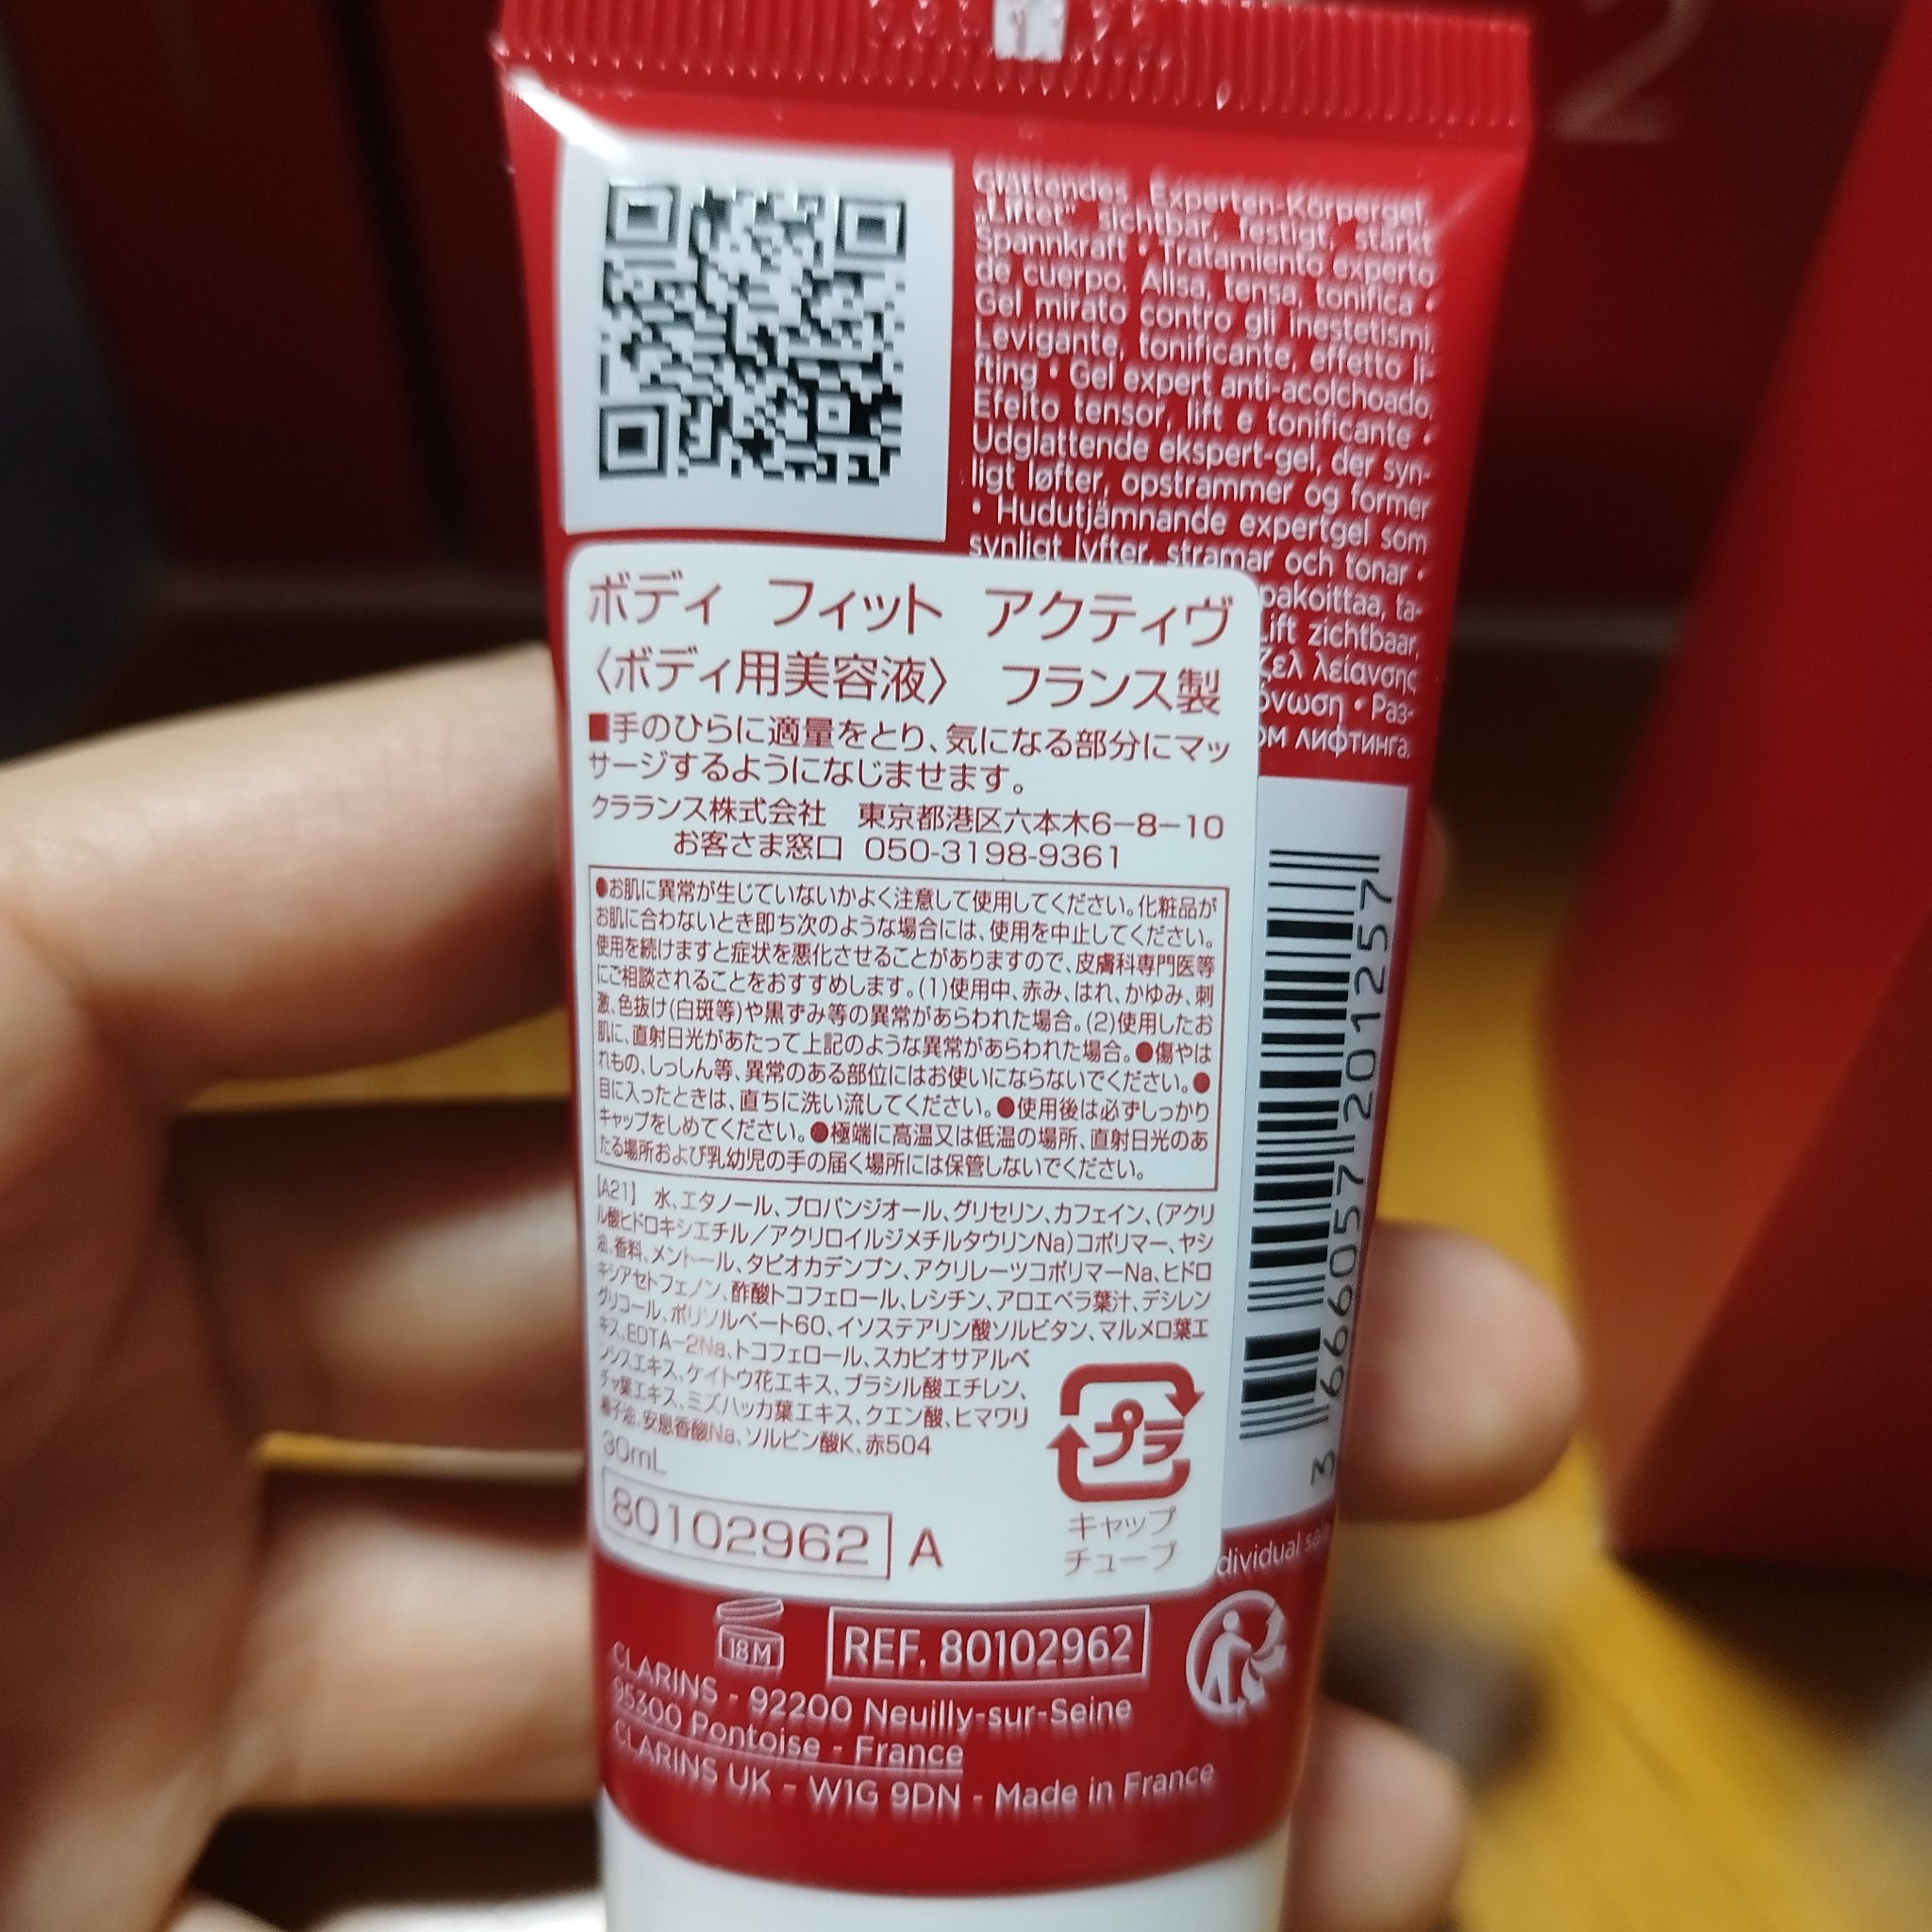 Glättendes Experten-Körpergel,
„Liftet" sichtbar, festigt, stärkt
Spannkraft • Tratamiento experto
de cuerpo. Alisa, tensa, tonifica •
Gel mirato contro gli inestetismi.
Levigante, tonificante, effetto li-
fting • Gel expert anti-acolchoado.
Efeito tensor, lift e tonificante •
Udglattende ekspert-gel, der syn-
ligt løfter, opstrammer og former
• Hudutjämnande expertgel som
synligt lyfter, stramar och tonar •
pakoittaa, ta-
Lift zichtbaar,
ζελ λείανσης
όνωση • Раз-
ом лифтинга.
ボディ フィット アクティヴ
〈ボディ用美容液〉 フランス製
■手のひらに適量をとり、気になる部分にマッ
サージするようになじませます。
クラランス株式会社 東京都港区六本木6-8-10
お客さま窓口 050-3198-9361
●お肌に異常が生じていないかよく注意して使用してください。化粧品が
お肌に合わないとき即ち次のような場合には、使用を中止してください。
使用を続けますと症状を悪化させることがありますので、皮膚科専門医等
にご相談されることをおすすめします。(1)使用中、赤み、はれ、かゆみ、刺
激、色抜け(白斑等)や黒ずみ等の異常があらわれた場合。(2)使用したお
肌に、直射日光があたって上記のような異常があらわれた場合。●傷やは
れもの、しっしん等、異常のある部位にはお使いにならないでください。●
目に入ったときは、直ちに洗い流してください。●使用後は必ずしっかり
キャップをしめてください。●極端に高温又は低温の場所、直射日光のあ
たる場所および乳幼児の手の届く場所には保管しないでください。
【A21】 水、エタノール、プロパンジオール、グリセリン、カフェイン、(アクリ
ル酸ヒドロキシエチル/アクリロイルジメチルタウリンNa)コポリマー、ヤシ
油、香料、メントール、タピオカデンプン、アクリレーツコポリマーNa、ヒドロ
キシアセトフェノン、酢酸トコフェロール、レシチン、アロエベラ葉汁、デシレン
グリコール、ポリソルベート60、イソステアリン酸ソルビタン、マルメロ葉エ
キス、EDTA-2Na、トコフェロール、スカビオサアルベ
ンシスエキス、ケイトウ花エキス、ブラシル酸エチレン、
チャ葉エキス、ミズハッカ葉エキス、クエン酸、ヒマワリ
種子油、安息香酸Na、ソルビン酸K、赤504
30mL
プラ
キャップ
チューブ
80102962 A
3 666057 201257
dividual sale
18M
REF. 80102962
CLARINS - 92200 Neuilly-sur-Seine
95300 Pontoise - France
CLARINS UK - W1G 9DN - Made in France
2